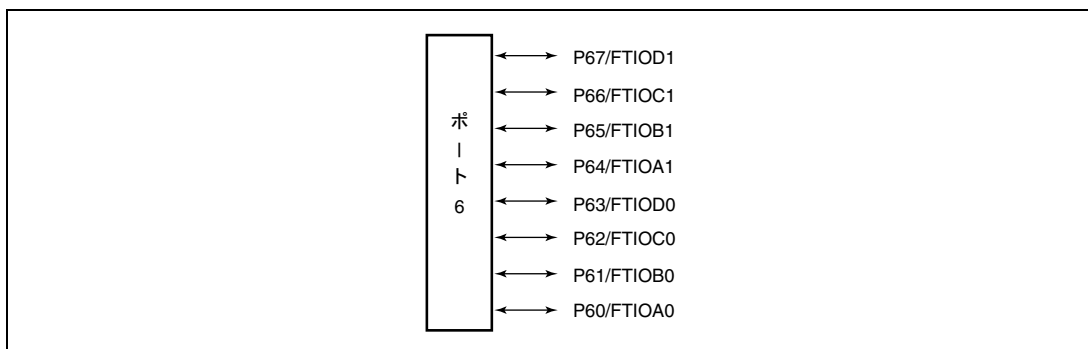 ポート6
P67/FTIOD1
P66/FTIOC1
P65/FTIOB1
P64/FTIOA1
P63/FTIOD0
P62/FTIOC0
P61/FTIOB0
P60/FTIOA0